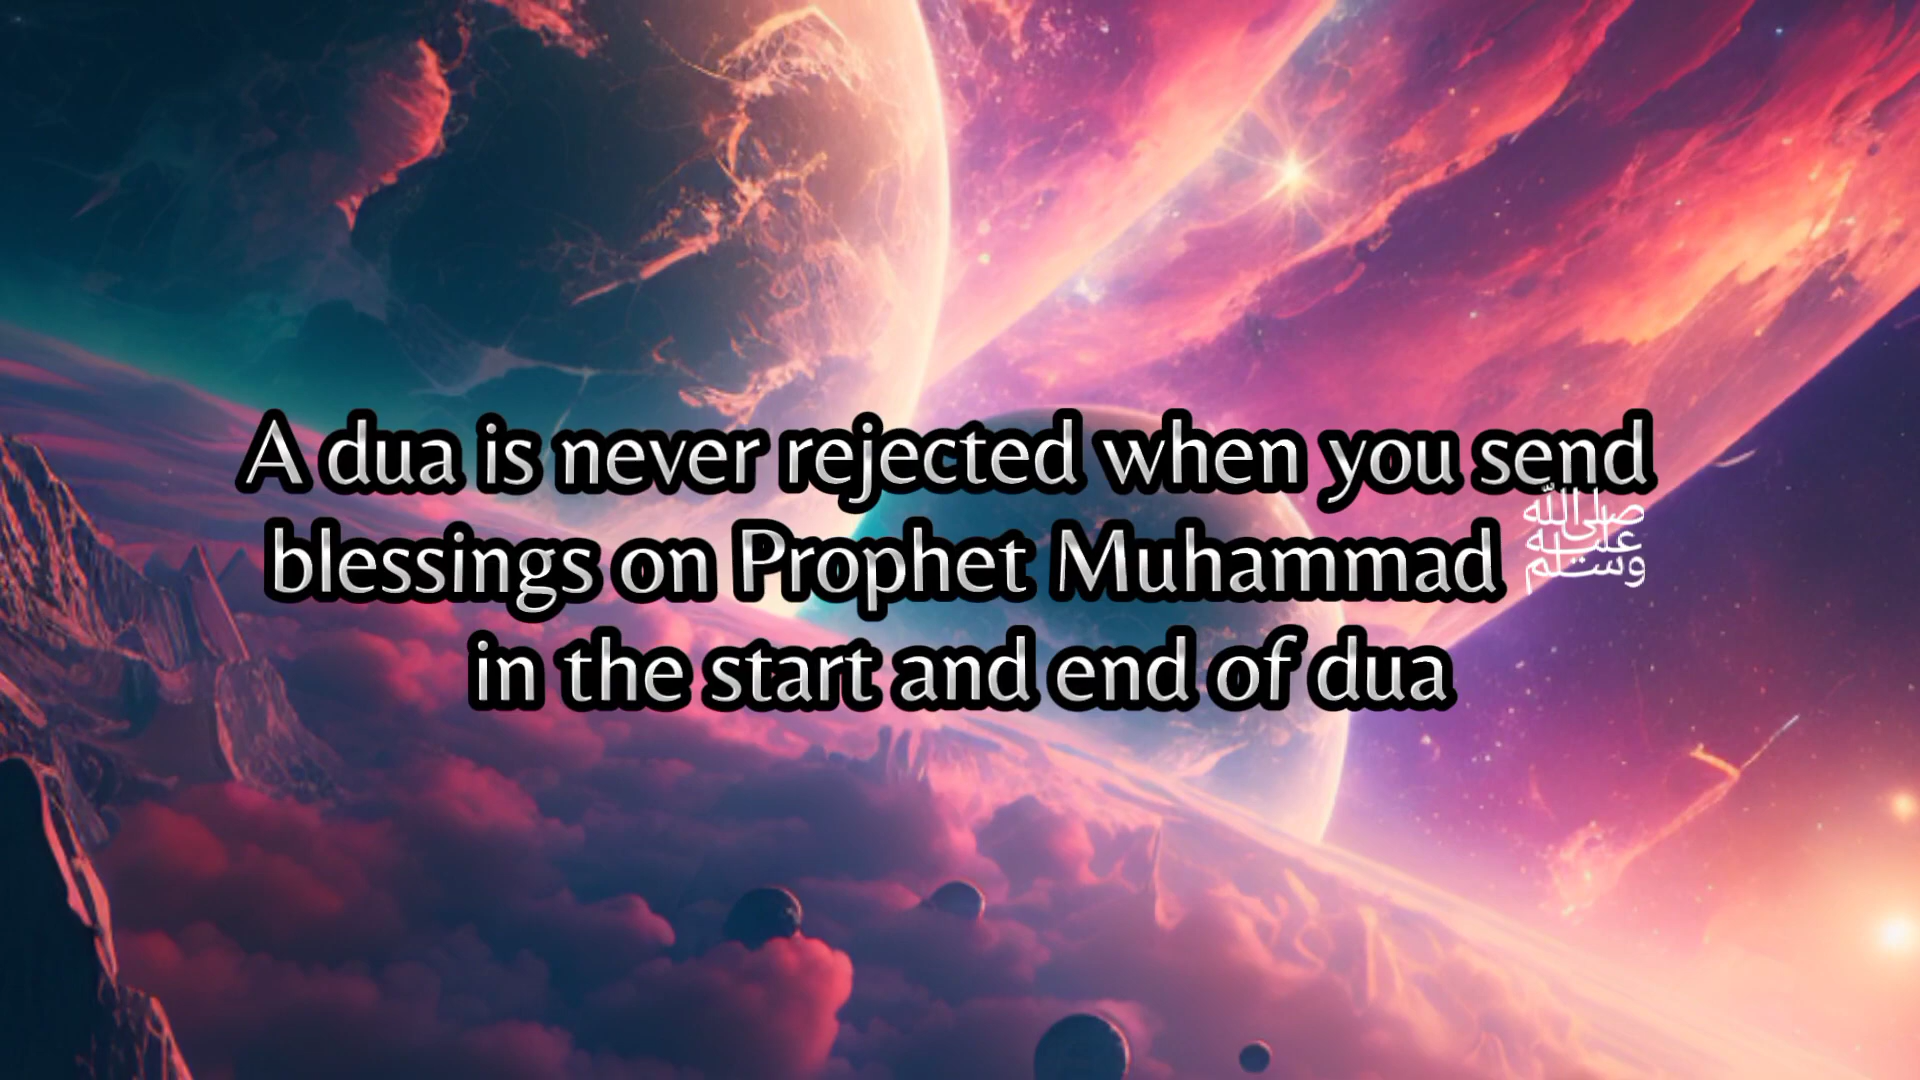 A dua is never rejected when you send
blessings on Prophet Muhammad ﷺ
in the start and end of dua